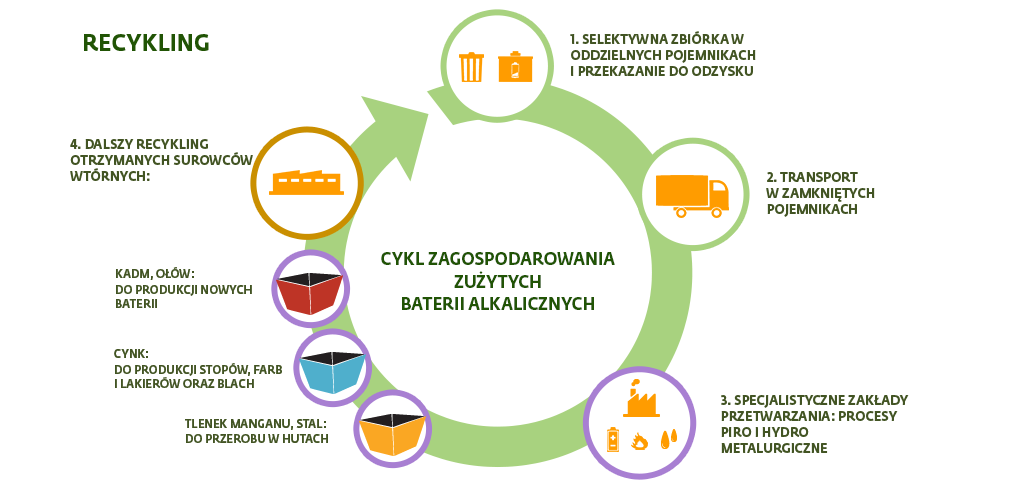 RECYKLING
1. SELEKTYWNA ZBIÓRKA W
ODDZIELNYCH POJEMNIKACH
I PRZEKAZANIE DO ODZYSKU
2. TRANSPORT
W ZAMKNIĘTYCH
POJEMNIKACH
3. SPECJALISTYCZNE ZAKŁADY
PRZETWARZANIA: PROCESY
PIRO I HYDRO
METALURGICZNE
4. DALSZY RECYKLING
OTRZYMANYCH SUROWCÓW
WTÓRNYCH:
KADM, OŁÓW:
DO PRODUKCJI NOWYCH
BATERII
CYNK:
DO PRODUKCJI STOPÓW, FARB
I LAKIERÓW ORAZ BLACH
TLENEK MANGANU, STAL:
DO PRZEROBU W HUTACH
CYKL ZAGOSPODAROWANIA
ZUŻYTYCH
BATERII ALKALICZNYCH